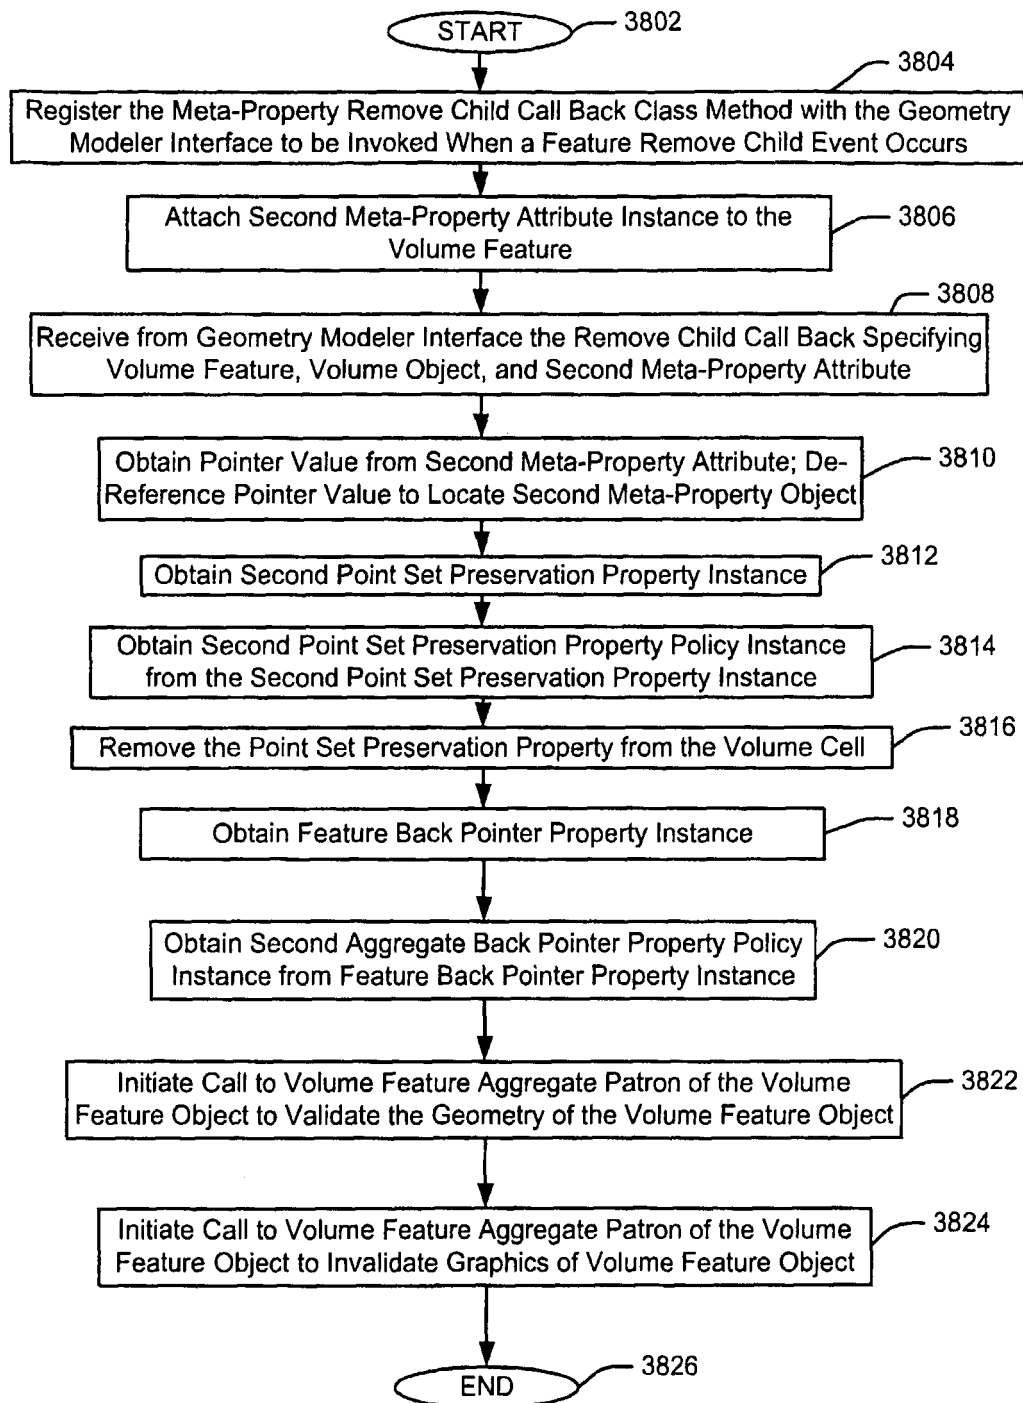 START
3802
3804
Register the Meta-Property Remove Child Call Back Class Method with the Geometry
Modeler Interface to be Invoked When a Feature Remove Child Event Occurs
Attach Second Meta-Property Attribute Instance to the
Volume Feature
3806
3808
Receive from Geometry Modeler Interface the Remove Child Call Back Specifying
Volume Feature, Volume Object, and Second Meta-Property Attribute
Obtain Pointer Value from Second Meta-Property Attribute; De-
Reference Pointer Value to Locate Second Meta-Property Object
3810
Obtain Second Point Set Preservation Property Instance
3812
Obtain Second Point Set Preservation Property Policy Instance
from the Second Point Set Preservation Property Instance
3814
Remove the Point Set Preservation Property from the Volume Cell
3816
Obtain Feature Back Pointer Property Instance
3818
Obtain Second Aggregate Back Pointer Property Policy
Instance from Feature Back Pointer Property Instance
3820
Initiate Call to Volume Feature Aggregate Patron of the Volume
Feature Object to Validate the Geometry of the Volume Feature Object
3822
Initiate Call to Volume Feature Aggregate Patron of the Volume
Feature Object to Invalidate Graphics of Volume Feature Object
3824
END
3826